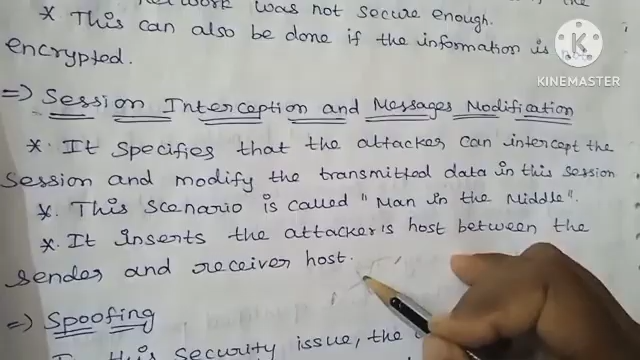 network was not secure enough. the
* This can also be done if the information is
encrypted.
KINEMASTER
=> Session Interception and Messages Modification
* It specifies that the attacker can intercept the
session and modify the transmitted data in this session
* This scenario is called "Man in the Middle".
* It inserts the attacker's host between the
sender and receiver host.
=> Spoofing
In this security issue, the